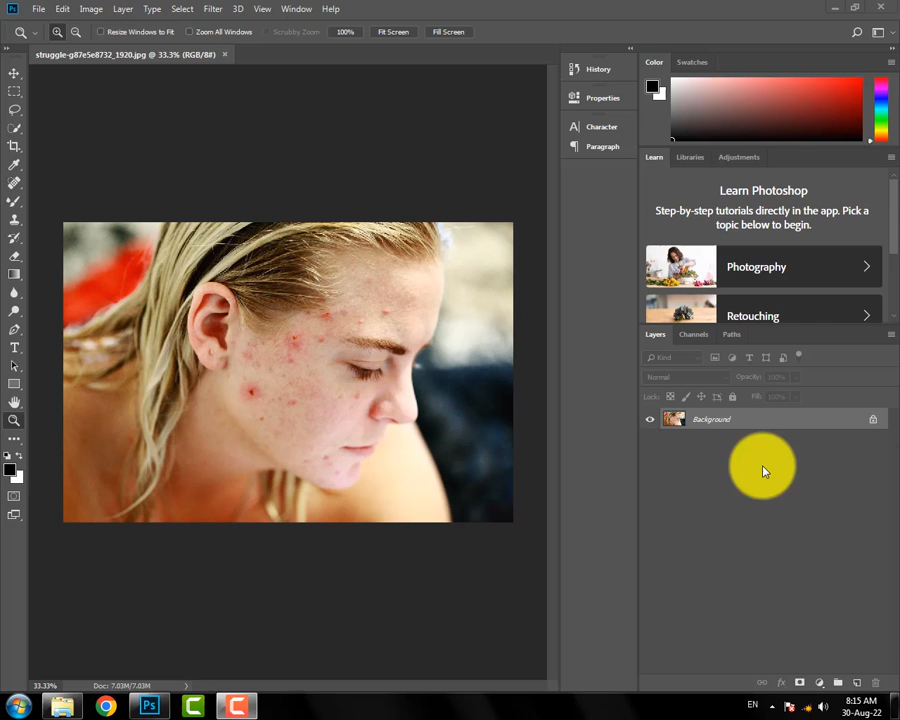 Ps File Edit Image Layer Type Select Filter 3D View Window Help
Resize Windows to Fit Zoom All Windows Scrubby Zoom 100% Fit Screen Fill Screen
struggle-g87e5e8732_1920.jpg @ 33.3% (RGB/8#) ×
History
Properties
Character
Paragraph
Color Swatches
Learn Libraries Adjustments
Learn Photoshop
Step-by-step tutorials directly in the app. Pick a
topic below to begin.
Photography
Retouching
Layers Channels Paths
Kind
Normal Opacity: 100%
Lock: Fill: 100%
Background
33.33% Doc: 7.03M/7.03M
Ps EN 8:15 AM
30-Aug-22